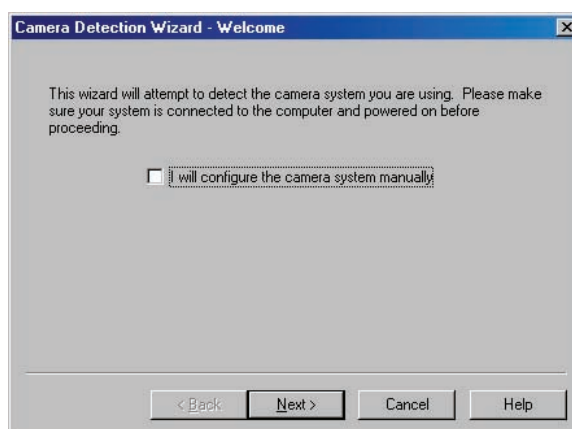 Camera Detection Wizard - Welcome
This wizard will attempt to detect the camera system you are using. Please make
sure your system is connected to the computer and powered on before
proceeding.
I will configure the camera system manually
< Back Next > Cancel Help